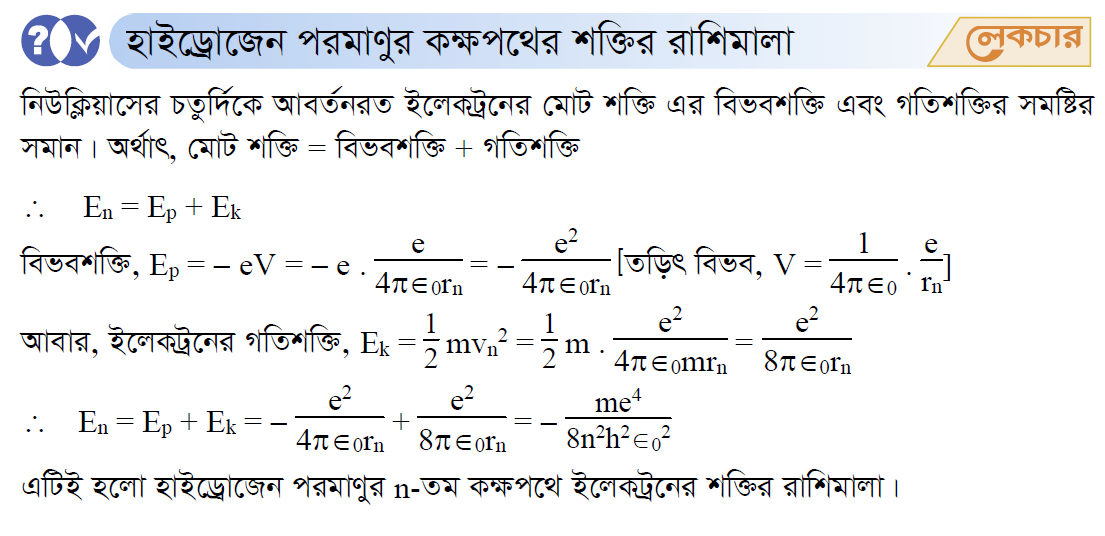 হাইড্রোজেন পরমাণুর কক্ষপথের শক্তির রাশিমালা
লেকচার
নিউক্লিয়াসের চতুর্দিকে আবর্তনরত ইলেকট্রনের মোট শক্তি এর বিভবশক্তি এবং গতিশক্তির সমষ্টির
সমান। অর্থাৎ, মোট শক্তি = বিভবশক্তি + গতিশক্তি
∴ Eₙ = Eₚ + Eₖ
বিভবশক্তি, Eₚ = – eV = – e . e/(4π∈₀rₙ) = – e²/(4π∈₀rₙ) [তড়িৎ বিভব, V = 1/(4π∈₀) . e/rₙ]
আবার, ইলেকট্রনের গতিশক্তি, Eₖ = 1/2 mvₙ² = 1/2 m . e²/(4π∈₀mrₙ) = e²/(8π∈₀rₙ)
∴ Eₙ = Eₚ + Eₖ = – e²/(4π∈₀rₙ) + e²/(8π∈₀rₙ) = – me⁴/(8n²h²∈₀²)
এটিই হলো হাইড্রোজেন পরমাণুর n-তম কক্ষপথে ইলেকট্রনের শক্তির রাশিমালা।